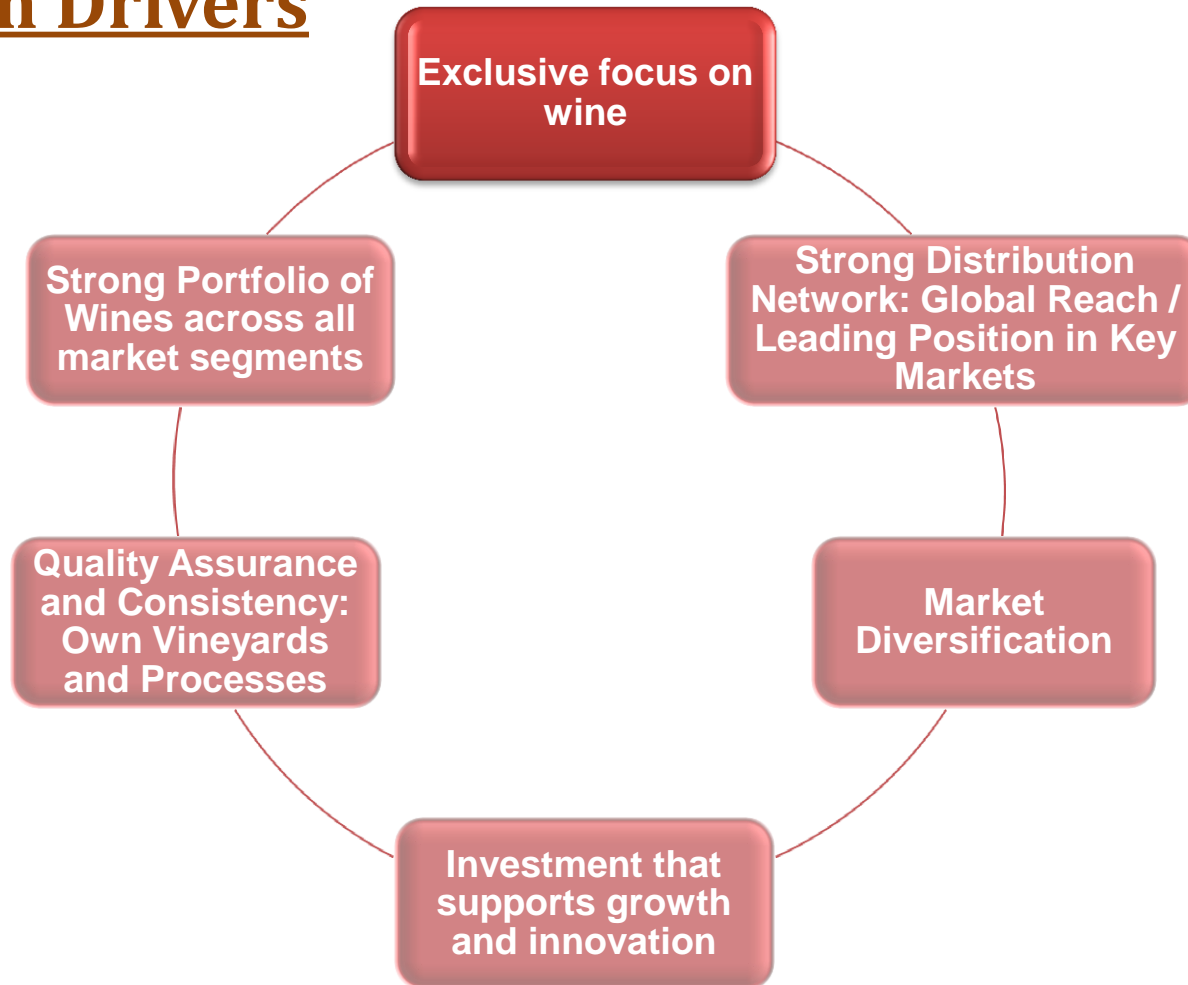 n Drivers
Exclusive focus on
wine
Strong Portfolio of
Wines across all
market segments
Strong Distribution
Network: Global Reach /
Leading Position in Key
Markets
Quality Assurance
and Consistency:
Own Vineyards
and Processes
Market
Diversification
Investment that
supports growth
and innovation